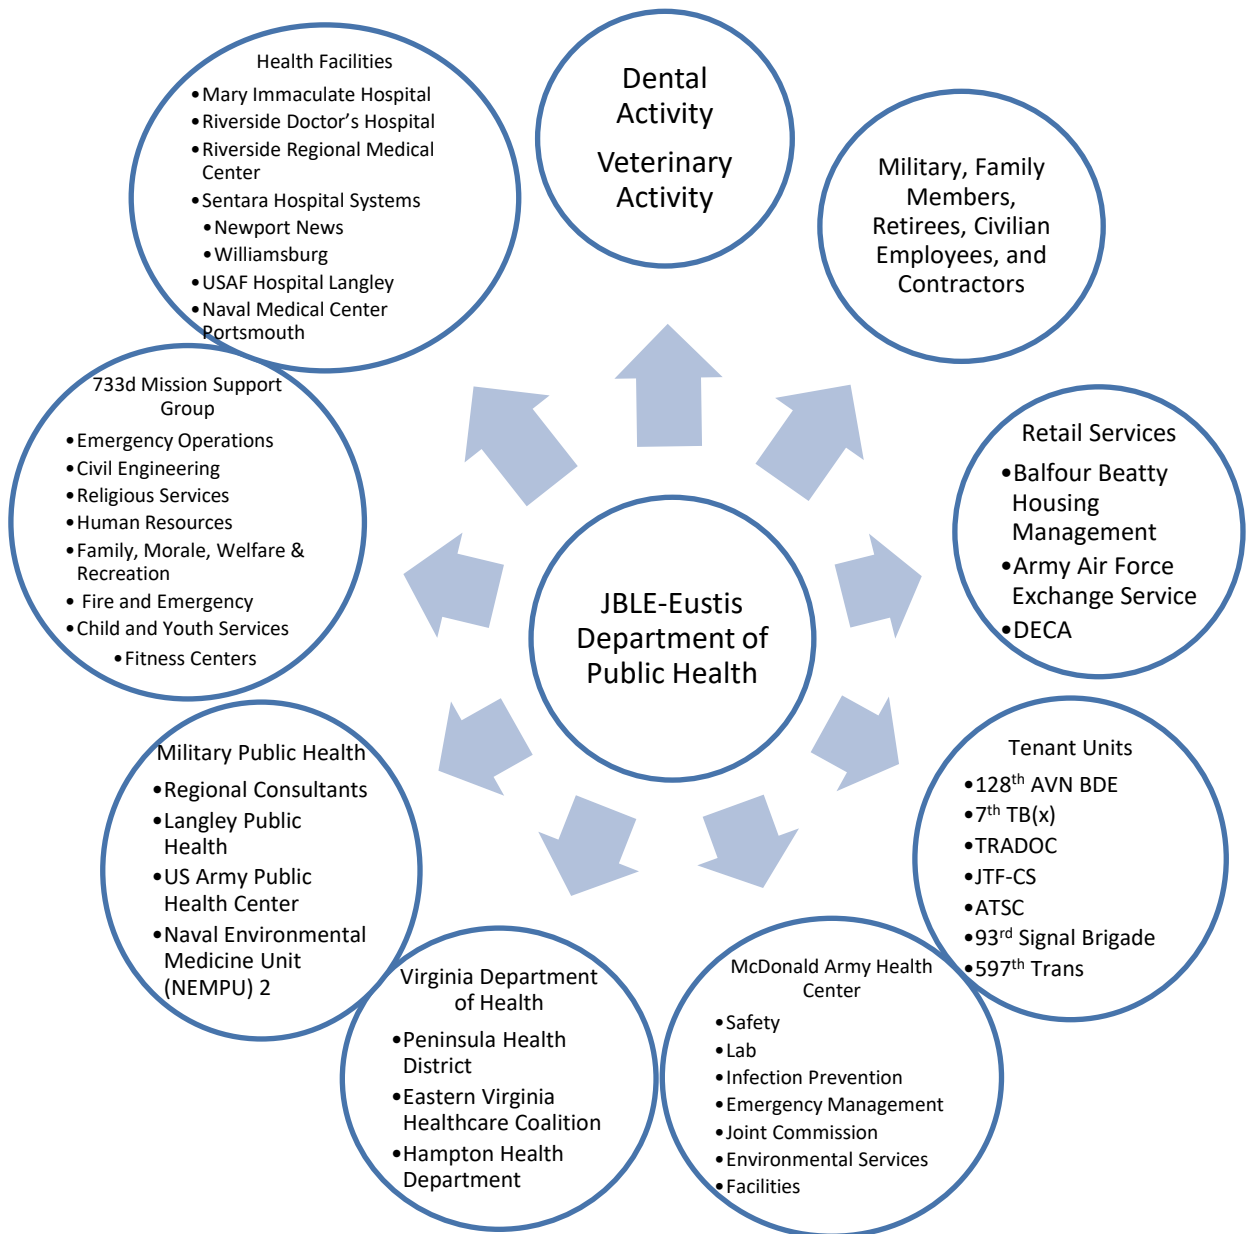 Dental
Activity
Veterinary
Activity
Military, Family
Members,
Retirees, Civilian
Employees, and
Contractors
Retail Services
•Balfour Beatty
Housing
Management
•Army Air Force
Exchange Service
•DECA
Tenant Units
•128th AVN BDE
•7th TB(x)
•TRADOC
•JTF-CS
•ATSC
•93rd Signal Brigade
•597th Trans
McDonald Army Health
Center
•Safety
•Lab
•Infection Prevention
•Emergency Management
•Joint Commission
•Environmental Services
•Facilities
Virginia Department
of Health
•Peninsula Health
District
•Eastern Virginia
Healthcare Coalition
•Hampton Health
Department
Military Public Health
•Regional Consultants
•Langley Public
Health
•US Army Public
Health Center
•Naval Environmental
Medicine Unit
(NEMPU) 2
733d Mission Support
Group
•Emergency Operations
•Civil Engineering
•Religious Services
•Human Resources
•Family, Morale, Welfare &
Recreation
• Fire and Emergency
•Child and Youth Services
•Fitness Centers
Health Facilities
•Mary Immaculate Hospital
•Riverside Doctor's Hospital
•Riverside Regional Medical
Center
•Sentara Hospital Systems
•Newport News
•Williamsburg
•USAF Hospital Langley
•Naval Medical Center
Portsmouth
JBLE-Eustis
Department of
Public Health